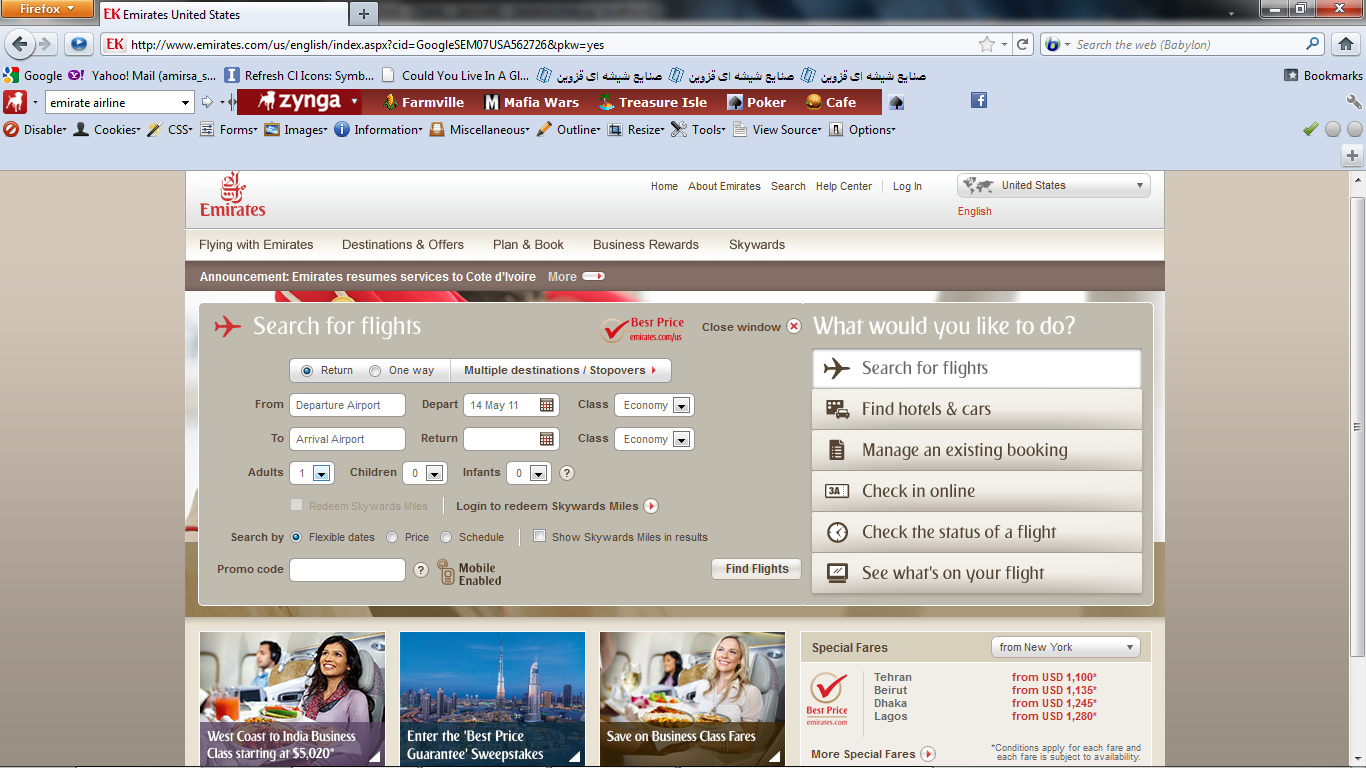 Firefox
EK Emirates United States
EK http://www.emirates.com/us/english/index.aspx?cid=GoogleSEM07USA562726&pkw=yes
Search the web (Babylon)
Google Yahoo! Mail (amirsa_s... Refresh CI Icons: Symb... Could You Live In A Gl... صنایع شیشه ای قزوین صنایع شیشه ای قزوین صنایع شیشه ای قزوین Bookmarks
emirate airline zynga Farmville Mafia Wars Treasure Isle Poker Cafe
Disable Cookies CSS Forms Images Information Miscellaneous Outline Resize Tools View Source Options
Emirates
Home About Emirates Search Help Center Log In United States
English
Flying with Emirates Destinations & Offers Plan & Book Business Rewards Skywards
Announcement: Emirates resumes services to Cote d'Ivoire More
Search for flights
Best Price
emirates.com/us
Close window
Return One way Multiple destinations / Stopovers
From Departure Airport Depart 14 May 11 Class Economy
To Arrival Airport Return Class Economy
Adults 1 Children 0 Infants 0 ?
Redeem Skywards Miles Login to redeem Skywards Miles
Search by Flexible dates Price Schedule Show Skywards Miles in results
Promo code ? Mobile
Enabled
Find Flights
What would you like to do?
Search for flights
Find hotels & cars
Manage an existing booking
3A Check in online
Check the status of a flight
See what's on your flight
West Coast to India Business
Class starting at $5,020*
Enter the 'Best Price
Guarantee' Sweepstakes
Save on Business Class Fares
Special Fares from New York
Best Price
emirates.com
Tehran from USD 1,100*
Beirut from USD 1,135*
Dhaka from USD 1,245*
Lagos from USD 1,280*
More Special Fares
*Conditions apply for each fare and
each fare is subject to availability.